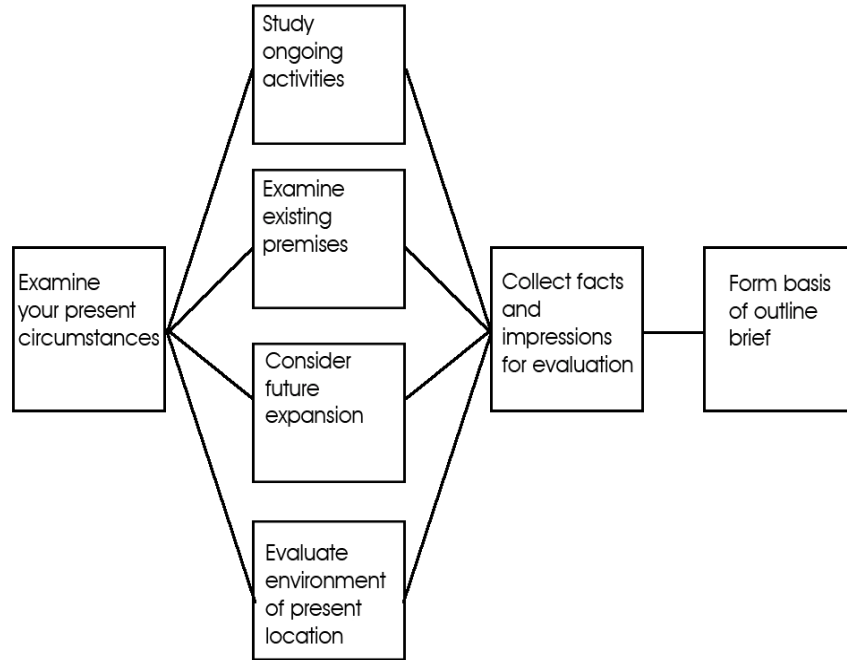 Examine
your present
circumstances
Study
ongoing
activities
Examine
existing
premises
Consider
future
expansion
Evaluate
environment
of present
location
Collect facts
and
impressions
for evaluation
Form basis
of outline
brief